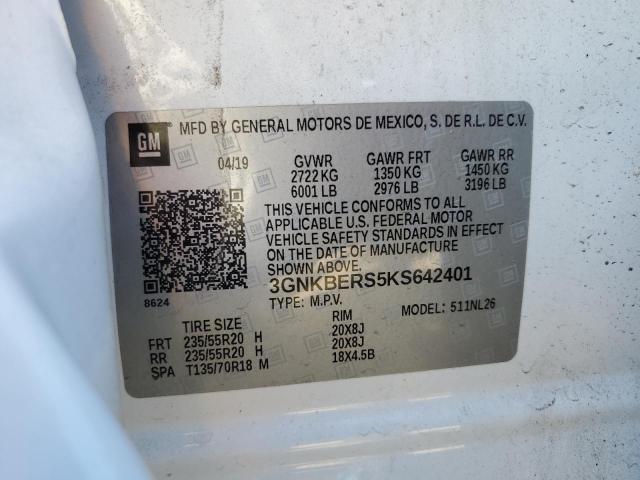 GM
MFD BY GENERAL MOTORS DE MEXICO, S. DE R.L. DE C.V.
04/19 GVWR GAWR FRT GAWR RR
2722 KG 1350 KG 1450 KG
6001 LB 2976 LB 3196 LB
THIS VEHICLE CONFORMS TO ALL
APPLICABLE U.S. FEDERAL MOTOR
VEHICLE SAFETY STANDARDS IN EFFECT
ON THE DATE OF MANUFACTURE
SHOWN ABOVE.
3GNKBERS5KS642401
8624
TYPE: M.P.V. MODEL: 511NL26
TIRE SIZE RIM
FRT 235/55R20 H 20X8J
RR 235/55R20 H 20X8J
SPA T135/70R18 M 18X4.5B